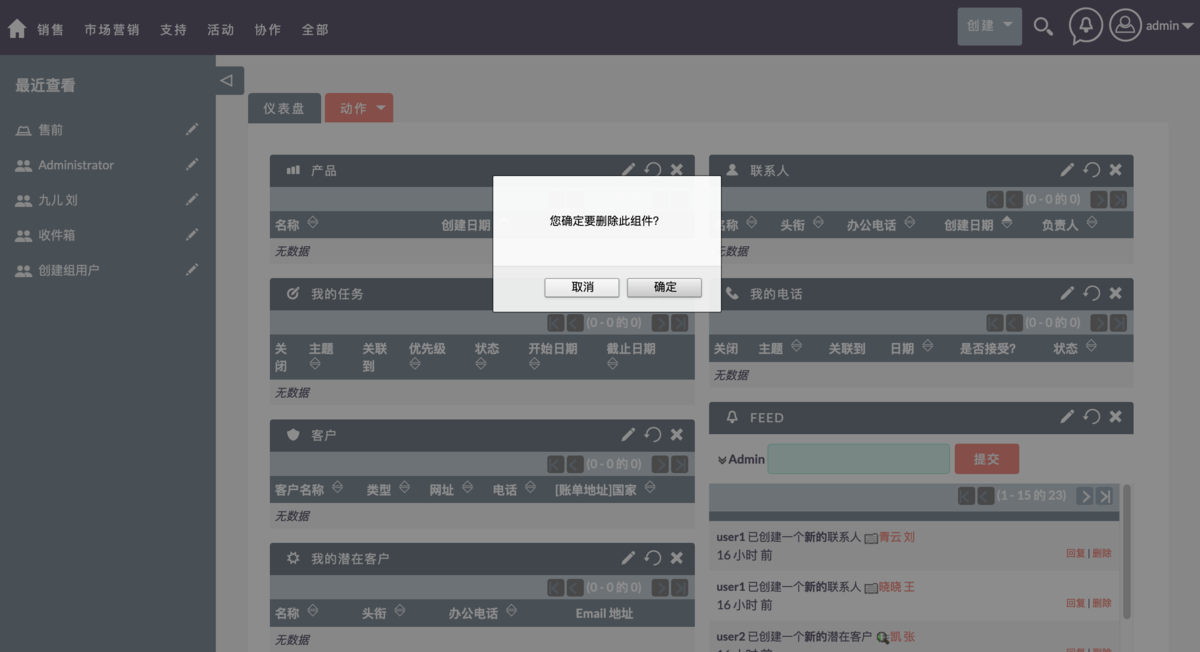 销售 市场营销 支持 活动 协作 全部 创建 admin
最近查看
售前
Administrator
九儿 刘
收件箱
创建组用户
仪表盘 动作
产品
名称 创建日期
无数据
我的任务
(0 - 0 的 0)
关闭 主题 关联到 优先级 状态 开始日期 截止日期
无数据
客户
(0 - 0 的 0)
客户名称 类型 网址 电话 [账单地址]国家
无数据
我的潜在客户
(0 - 0 的 0)
名称 头衔 办公电话 Email 地址
无数据
您确定要删除此组件?
取消 确定
联系人
(0 - 0 的 0)
名称 头衔 办公电话 创建日期 负责人
无数据
我的电话
(0 - 0 的 0)
关闭 主题 关联到 日期 是否接受? 状态
无数据
FEED
Admin 提交
(1 - 15 的 23)
user1 已创建一个新的联系人 青云 刘
16 小时 前 回复 | 删除
user1 已创建一个新的联系人 晓晓 王
16 小时 前 回复 | 删除
user2 已创建一个新的潜在客户 凯 张